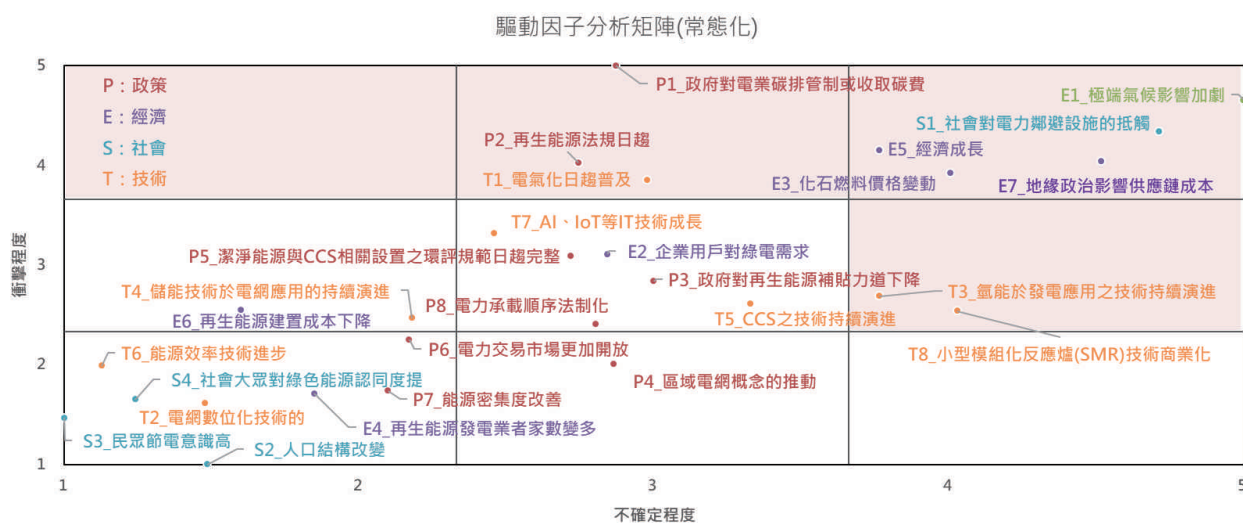 驅動因子分析矩陣(常態化)
5
P：政策
P1_政府對電業碳排管制或收取碳費
E1_極端氣候影響加劇
E：經濟
S1_社會對電力鄰避設施的抵觸
P2_再生能源法規日趨
E5_經濟成長
S：社會
4
T：技術
T1_電氣化日趨普及
E3_化石燃料價格變動
E7_地緣政治影響供應鏈成本
T7_AI、IoT等IT技術成長
P5_潔淨能源與CCS相關設置之環評規範日趨完整
E2_企業用戶對綠電需求
3
P3_政府對再生能源補貼力道下降
T4_儲能技術於電網應用的持續演進
T3_氫能於發電應用之技術持續演進
P8_電力承載順序法制化
E6_再生能源建置成本下降
T5_CCS之技術持續演進
T6_能源效率技術進步
P6_電力交易市場更加開放
T8_小型模組化反應爐(SMR)技術商業化
2
S4_社會大眾對綠色能源認同度提
P4_區域電網概念的推動
P7_能源密集度改善
T2_電網數位化技術的
E4_再生能源發電業者家數變多
S3_民眾節電意識高
S2_人口結構改變
1
1
2
3
4
5
衝擊程度
不確定程度